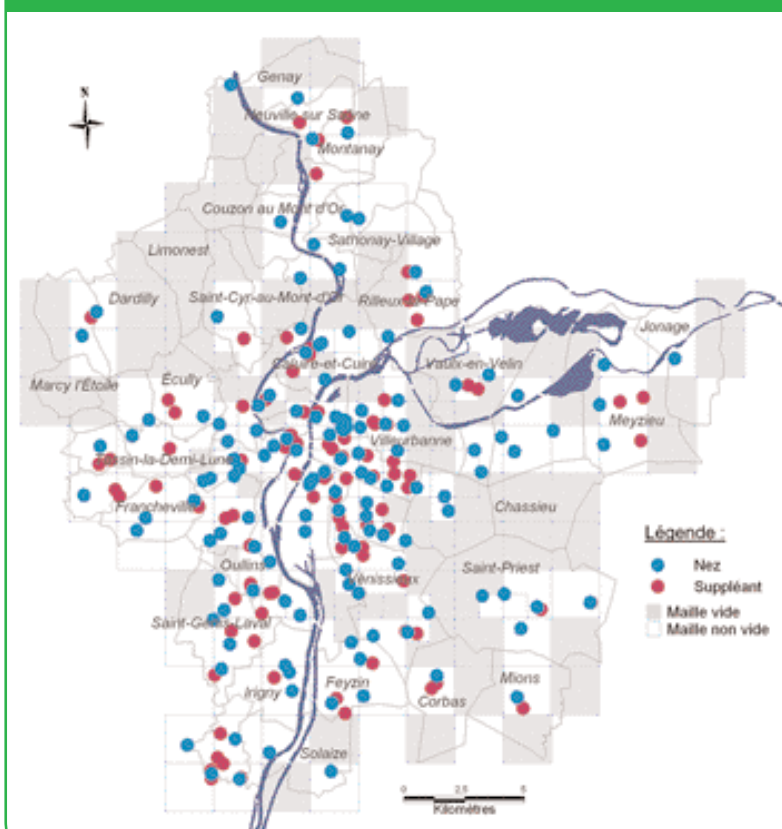 N
Genay
Neuville sur Saône
Montanay
Couzon au Mont d'Or
Sathonay-Village
Limonest
Dardilly
Saint-Cyr-au-Mont-d'Or
Rillieux-la-Pape
Jonage
Caluire-et-Cuire
Vaulx-en-Velin
Marcy l'Étoile
Écully
Meyzieu
Villeurbanne
Tassin-la-Demi-Lune
Francheville
Chassieu
Légende :
Nez
Suppléant
Maille vide
Maille non vide
Oullins
Vénissieux
Saint-Priest
Saint-Genis-Laval
Irigny
Feyzin
Corbas
Mions
Solaize
0 2,5 5
Kilomètres